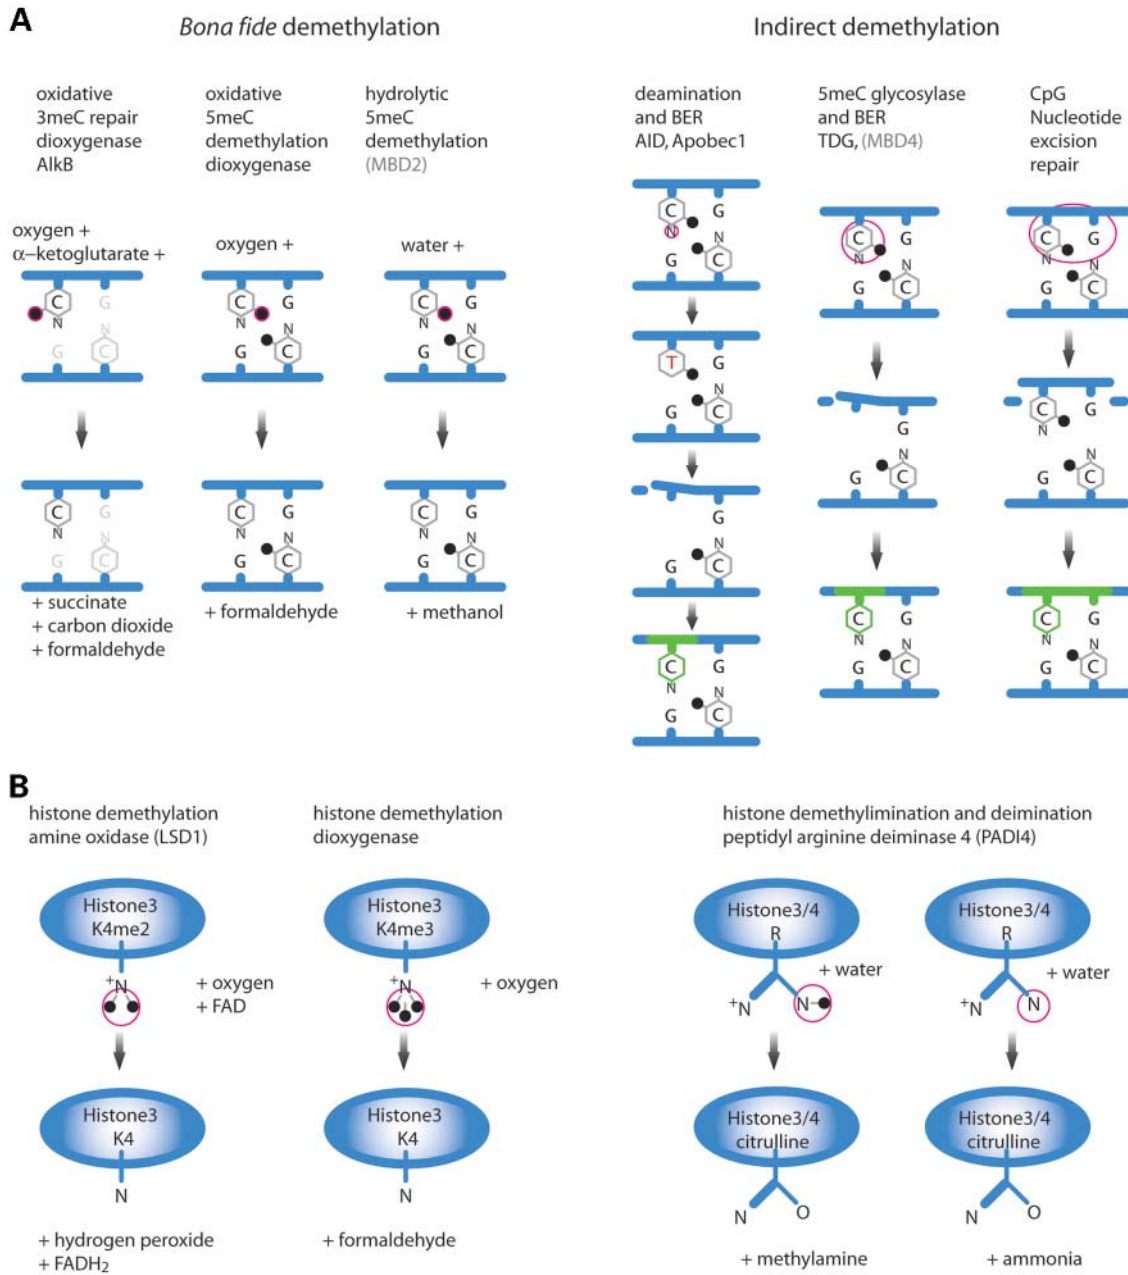 A
Bona fide demethylation
Indirect demethylation
oxidative
3meC repair
dioxygenase
AlkB
oxidative
5meC
demethylation
dioxygenase
hydrolytic
5meC
demethylation
(MBD2)
deamination
and BER
AID, Apobec1
5meC glycosylase
and BER
TDG, (MBD4)
CpG
Nucleotide
excision
repair
oxygen +
α–ketoglutarate +
C
N
G
G
N
C
C
N
G
G
N
C
+ succinate
+ carbon dioxide
+ formaldehyde
oxygen +
C
N
G
G
N
C
C
N
G
G
N
C
+ formaldehyde
water +
C
N
G
G
N
C
C
N
G
G
N
C
+ methanol
C
N
G
G
N
C
T
G
G
N
C
G
G
N
C
C
N
G
G
N
C
C
N
G
G
N
C
G
G
N
C
C
N
G
G
N
C
C
N
G
G
N
C
C
N
G
G
N
C
C
N
G
G
N
C
B
histone demethylation
amine oxidase (LSD1)
Histone3
K4me2
+N
+ oxygen
+ FAD
Histone3
K4
N
+ hydrogen peroxide
+ FADH2
histone demethylation
dioxygenase
Histone3
K4me3
+N
+ oxygen
Histone3
K4
N
+ formaldehyde
histone demethylimination and deimination
peptidyl arginine deiminase 4 (PADI4)
Histone3/4
R
+ water
+N
N
Histone3/4
citrulline
N
O
+ methylamine
Histone3/4
R
+ water
+N
N
Histone3/4
citrulline
N
O
+ ammonia